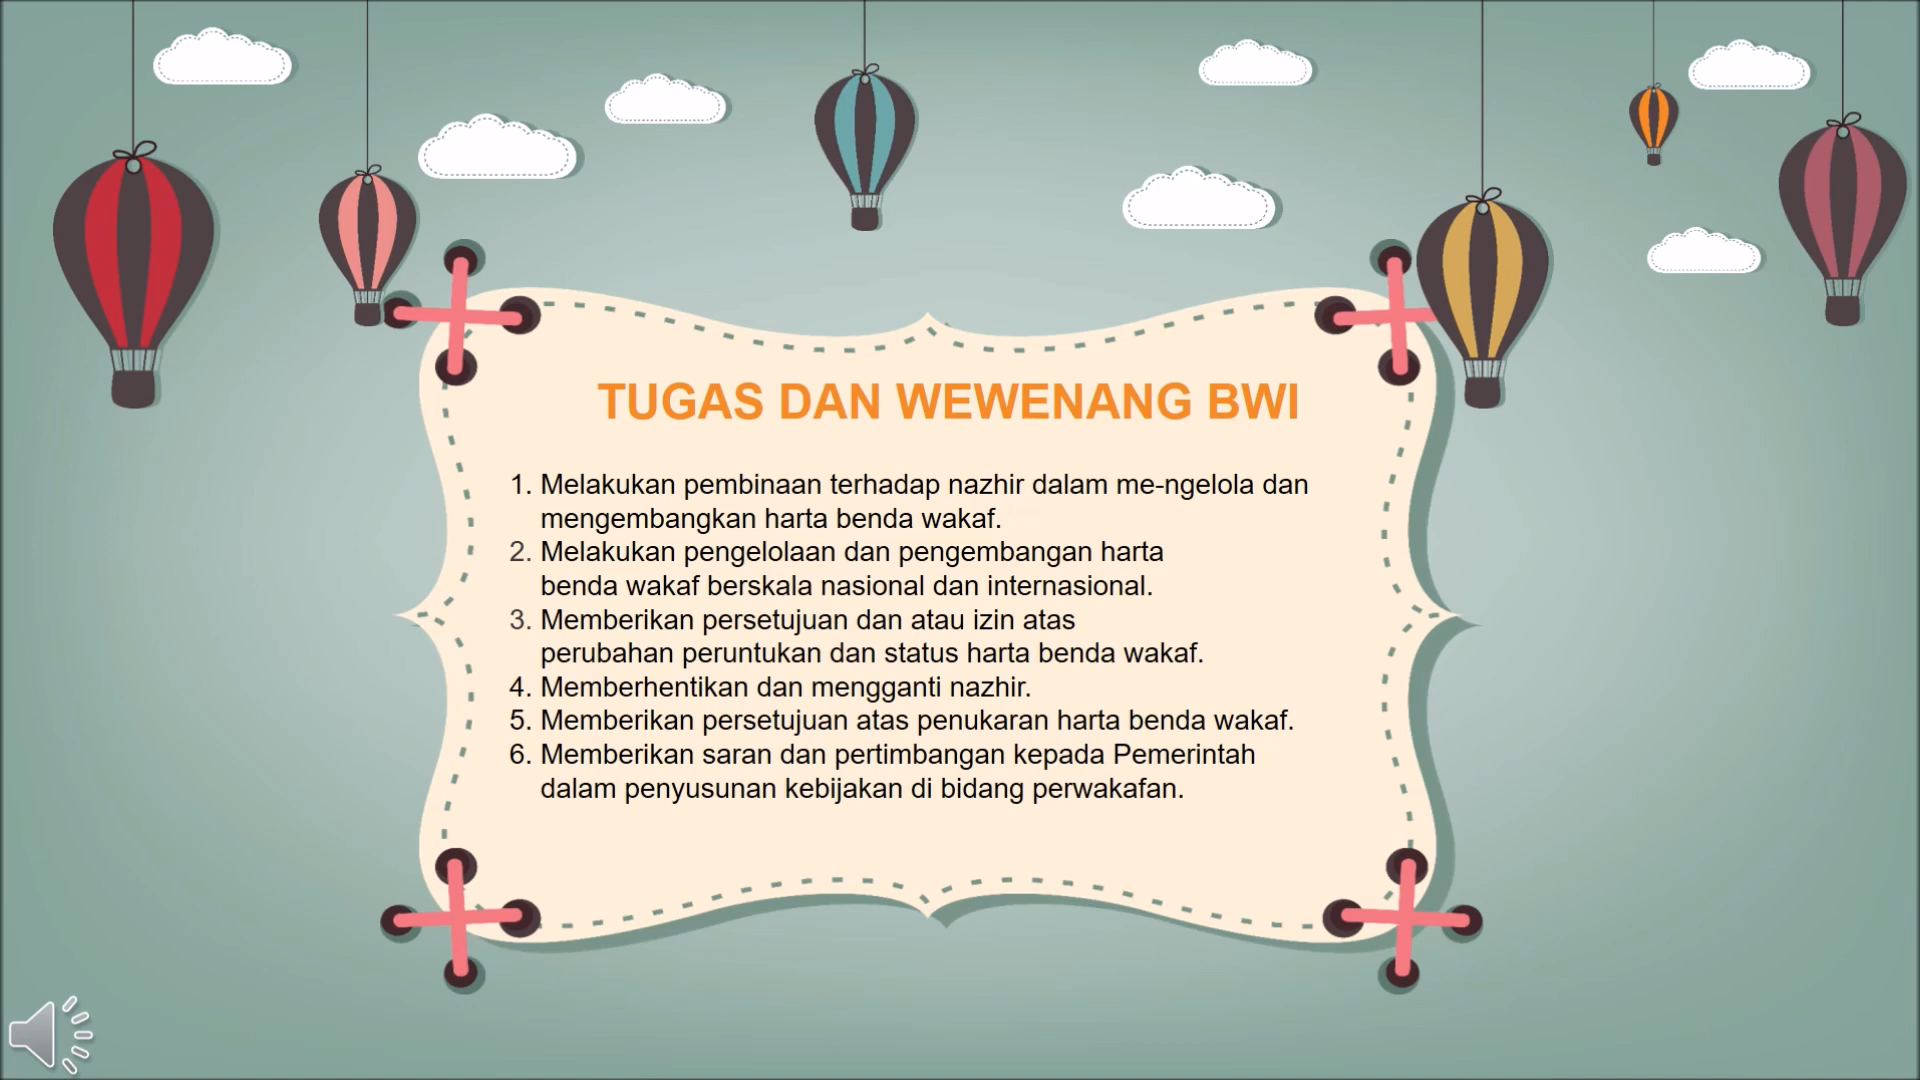 TUGAS DAN WEWENANG BWI
1. Melakukan pembinaan terhadap nazhir dalam me-ngelola dan
mengembangkan harta benda wakaf.
2. Melakukan pengelolaan dan pengembangan harta
benda wakaf berskala nasional dan internasional.
3. Memberikan persetujuan dan atau izin atas
perubahan peruntukan dan status harta benda wakaf.
4. Memberhentikan dan mengganti nazhir.
5. Memberikan persetujuan atas penukaran harta benda wakaf.
6. Memberikan saran dan pertimbangan kepada Pemerintah
dalam penyusunan kebijakan di bidang perwakafan.